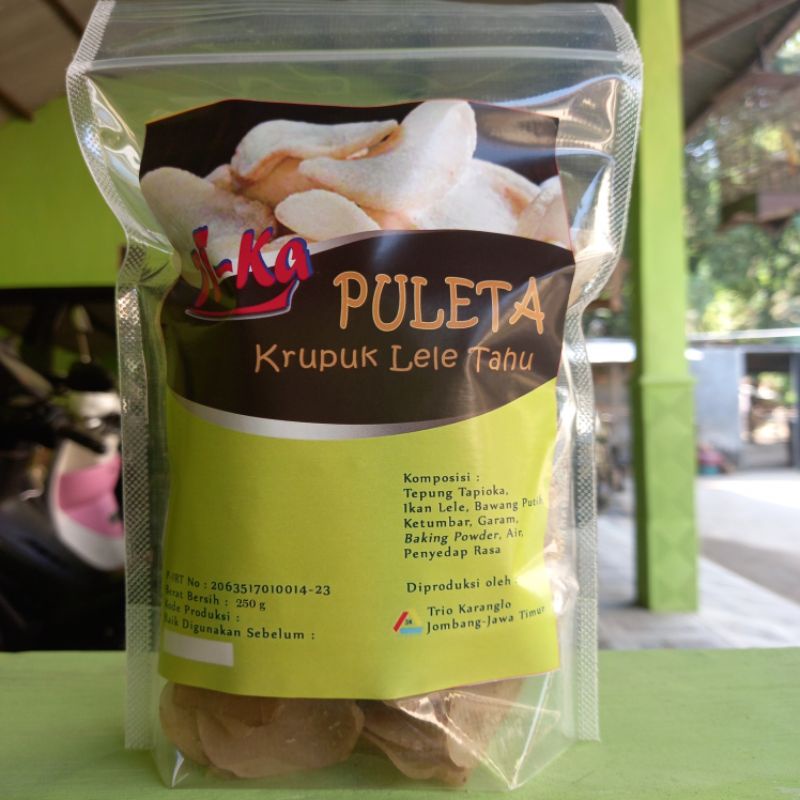 Ji-Ka
PULETA
Krupuk Lele Tahu
Komposisi :
Tepung Tapioka,
Ikan Lele, Bawang Putih
Ketumbar, Garam,
Baking Powder, Air,
Penyedap Rasa
P-IRT No : 2063517010014-23
Berat Bersih : 250 g
Kode Produksi :
Baik Digunakan Sebelum :
Diproduksi oleh :
Trio Karanglo
Jombang-Jawa Timur